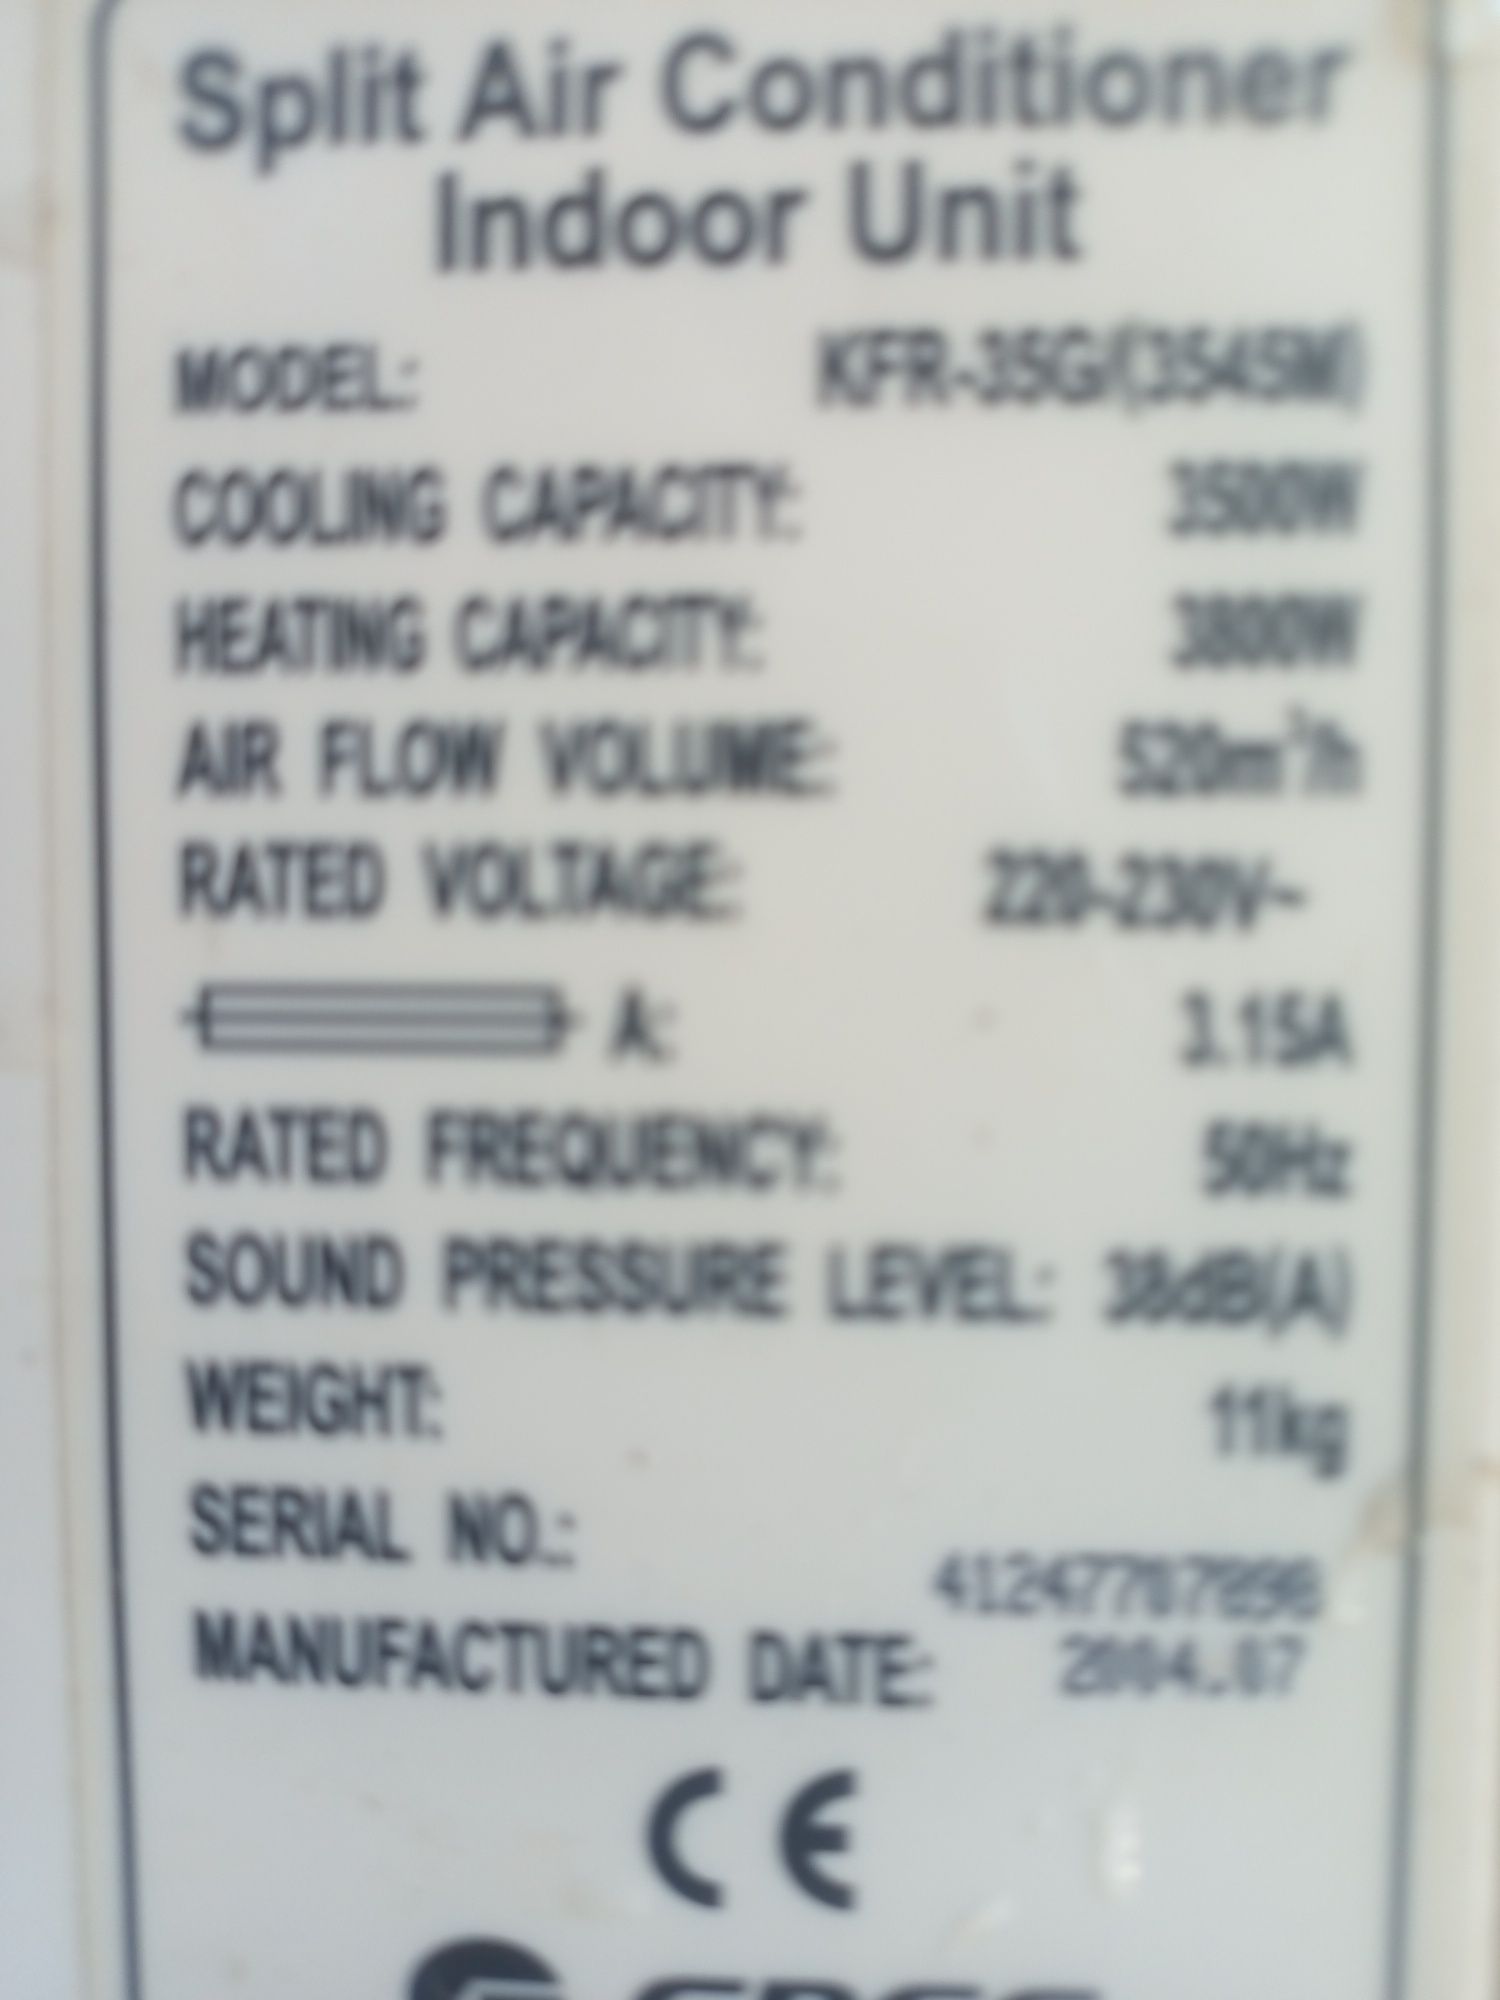 Split Air Conditioner
Indoor Unit
MODEL: KFR-35G/(3545M)
COOLING CAPACITY: 3500W
HEATING CAPACITY: 3800W
AIR FLOW VOLUME: 520m³/h
RATED VOLTAGE: 220-230V~
A: 3.15A
RATED FREQUENCY: 50Hz
SOUND PRESSURE LEVEL: 38dB(A)
WEIGHT: 11kg
SERIAL NO.:
MANUFACTURED DATE: 2004.07
CE